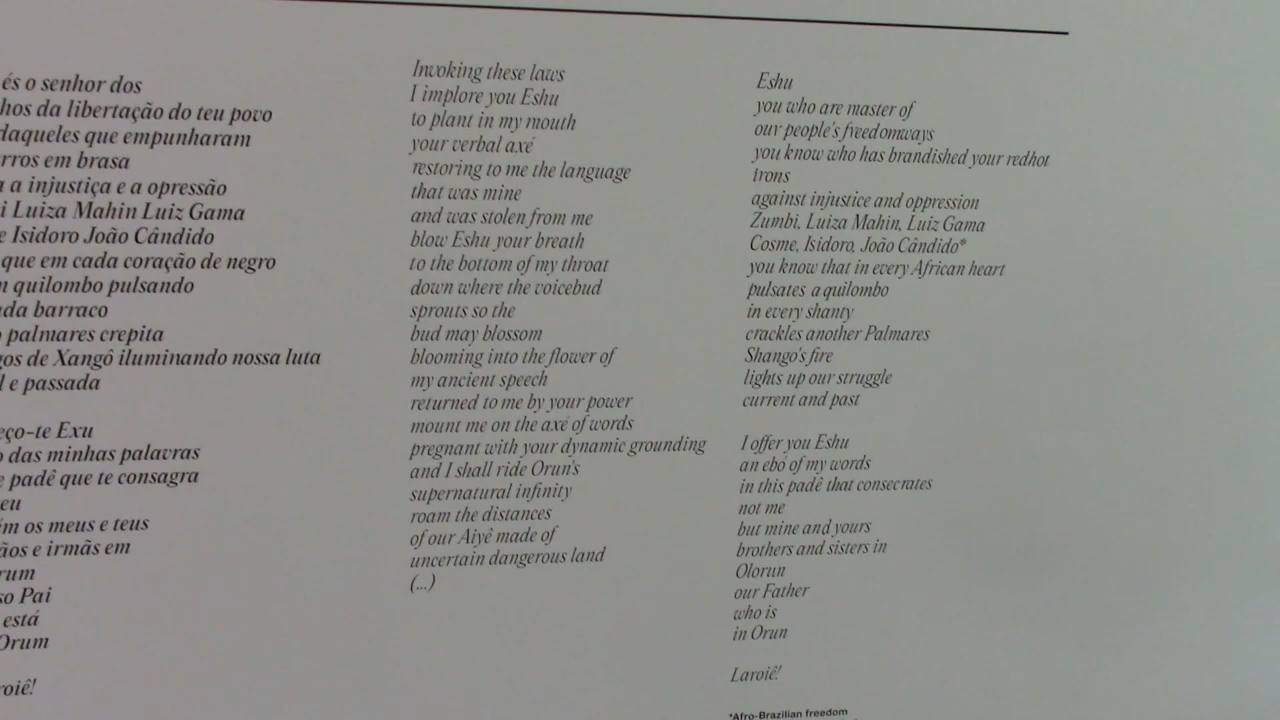 és o senhor dos
hos da libertação do teu povo
daqueles que empunharam
rros em brasa
a a injustiça e a opressão
i Luiza Mahin Luiz Gama
e Isidoro João Cândido
que em cada coração de negro
n quilombo pulsando
ada barraco
o palmares crepita
gos de Xangô iluminando nossa luta
l e passada
eço-te Exu
o das minhas palavras
e padê que te consagra
eu
ém os meus e teus
ãos e irmãs em
rum
so Pai
está
Orum
roiê!
Invoking these laws
I implore you Eshu
to plant in my mouth
your verbal axé
restoring to me the language
that was mine
and was stolen from me
blow Eshu your breath
to the bottom of my throat
down where the voicebud
sprouts so the
bud may blossom
blooming into the flower of
my ancient speech
returned to me by your power
mount me on the axé of words
pregnant with your dynamic grounding
and I shall ride Orun's
supernatural infinity
roam the distances
of our Aiyê made of
uncertain dangerous land
(...)
Eshu
you who are master of
our people's freedomways
you know who has brandished your redhot
irons
against injustice and oppression
Zumbi, Luiza Mahin, Luiz Gama
Cosme, Isidoro, João Cândido*
you know that in every African heart
pulsates a quilombo
in every shanty
crackles another Palmares
Shango's fire
lights up our struggle
current and past
I offer you Eshu
an ebó of my words
in this padê that consecrates
not me
but mine and yours
brothers and sisters in
Olorun
our Father
who is
in Orun
Laroiê!
*Afro-Brazilian freedom